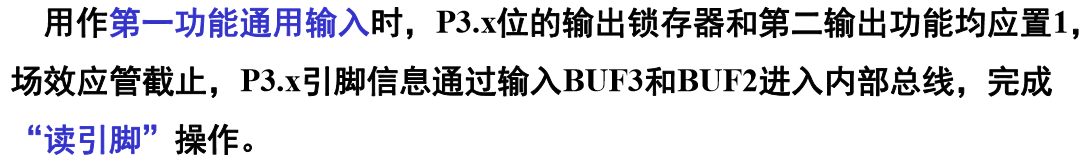 用作第一功能通用输入时，P3.x位的输出锁存器和第二输出功能均应置1，
场效应管截止，P3.x引脚信息通过输入BUF3和BUF2进入内部总线，完成
“读引脚”操作。